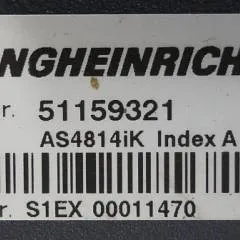 NGHEINRICH
r. 51159321
AS4814iK Index A
r. S1EX 00011470